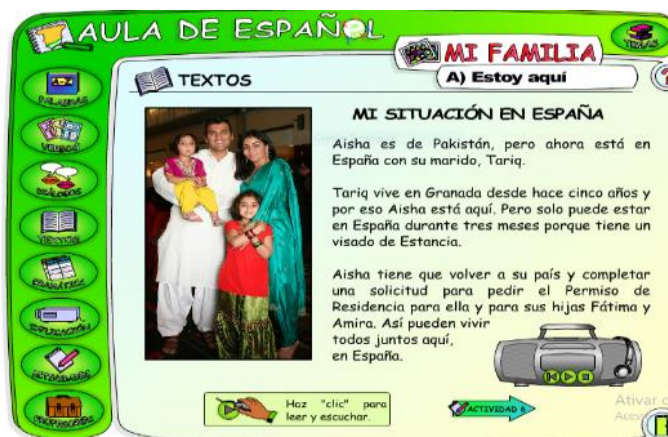 AULA DE ESPAÑOL
TEMAS
MI FAMILIA
A) Estoy aquí
TEXTOS
PALABRAS
DIÁLOGOS
TEXTOS
GRAMÁTICA
EXPLICACIÓN
ACTIVIDADES
PROFESORES
MI SITUACIÓN EN ESPAÑA
Aisha es de Pakistán, pero ahora está en
España con su marido, Tariq.
Tariq vive en Granada desde hace cinco años y
por eso Aisha está aquí. Pero solo puede estar
en España durante tres meses porque tiene un
visado de Estancia.
Aisha tiene que volver a su país y completar
una solicitud para pedir el Permiso de
Residencia para ella y para sus hijas Fátima y
Amira. Así pueden vivir
todos juntos aquí,
en España.
Haz "clic" para
leer y escuchar.
ACTIVIDAD 6
Ativar